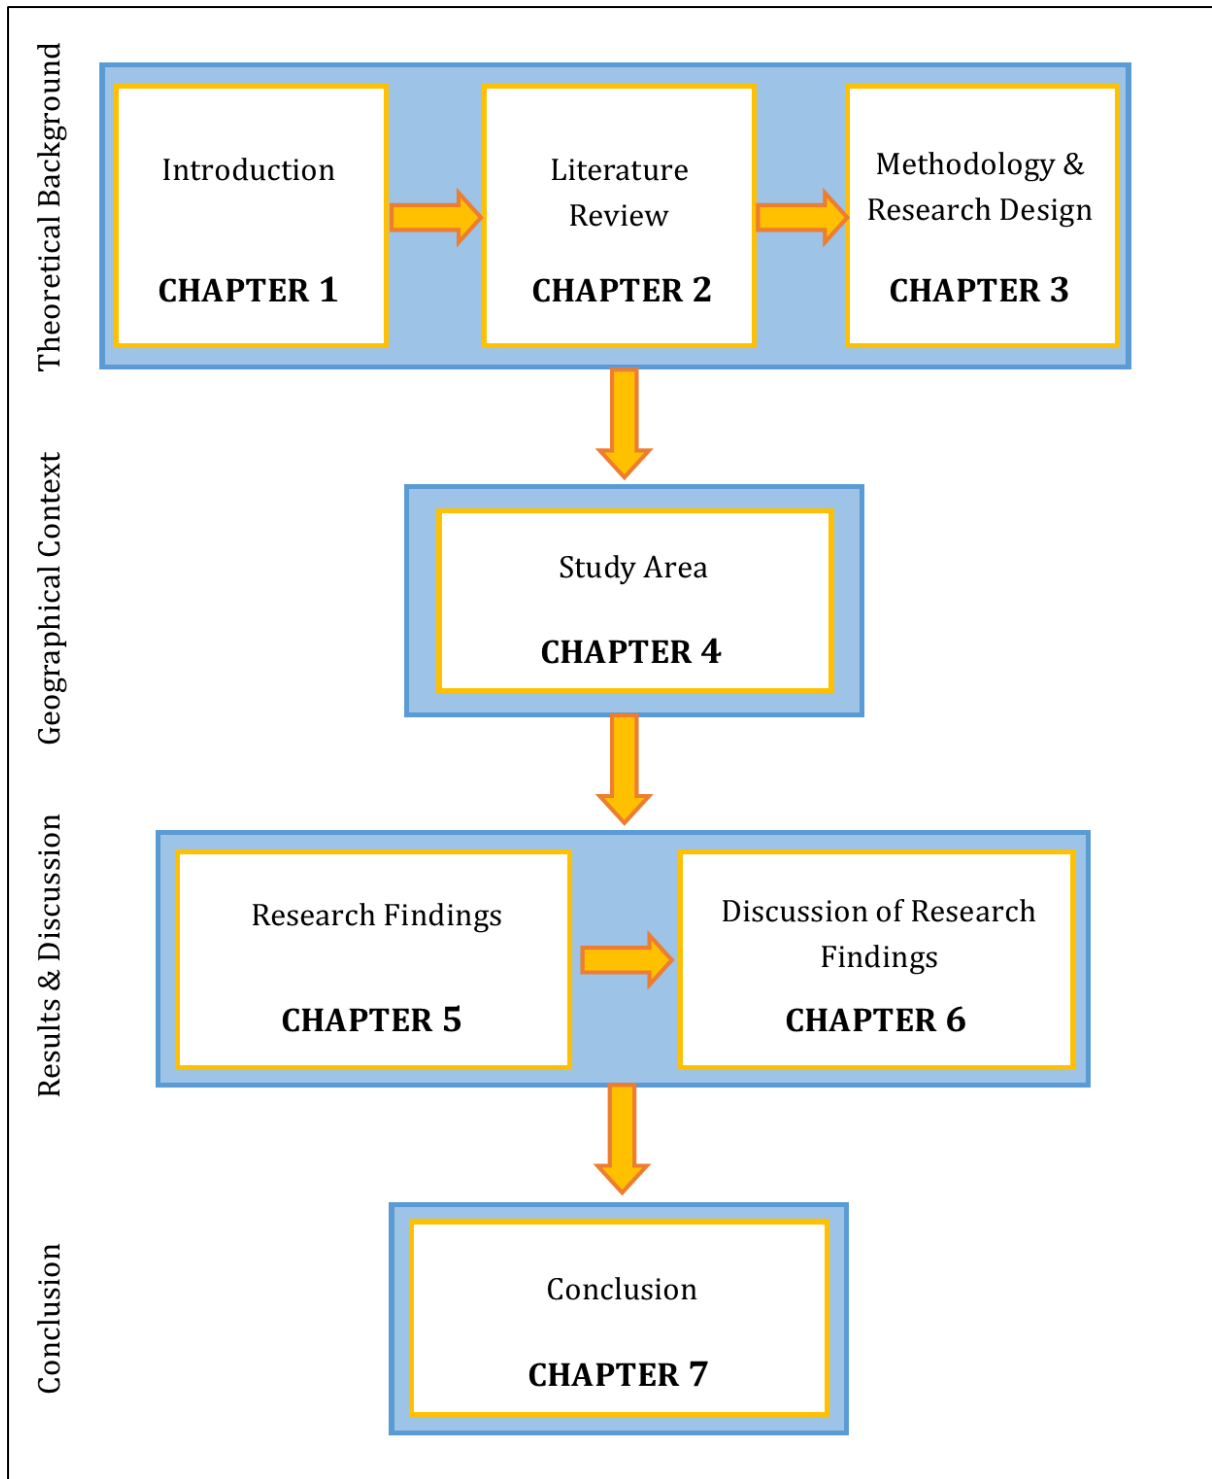 Theoretical Background
Introduction
CHAPTER 1
Literature
Review
CHAPTER 2
Methodology &
Research Design
CHAPTER 3
Geographical Context
Study Area
CHAPTER 4
Results & Discussion
Research Findings
CHAPTER 5
Discussion of Research
Findings
CHAPTER 6
Conclusion
Conclusion
CHAPTER 7